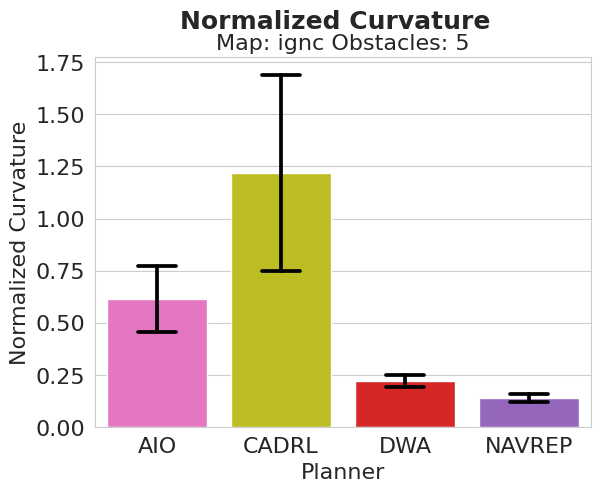 Normalized Curvature
Map: ignc Obstacles: 5
Normalized Curvature
1.75
1.50
1.25
1.00
0.75
0.50
0.25
0.00
AIO CADRL DWA NAVREP
Planner